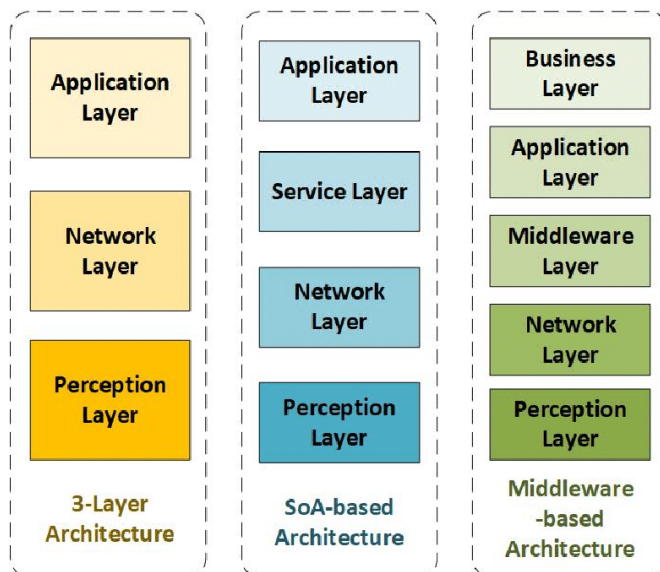 Application
Layer
Network
Layer
Perception
Layer
3-Layer
Architecture
Application
Layer
Service Layer
Network
Layer
Perception
Layer
SoA-based
Architecture
Business
Layer
Application
Layer
Middleware
Layer
Network
Layer
Perception
Layer
Middleware
-based
Architecture